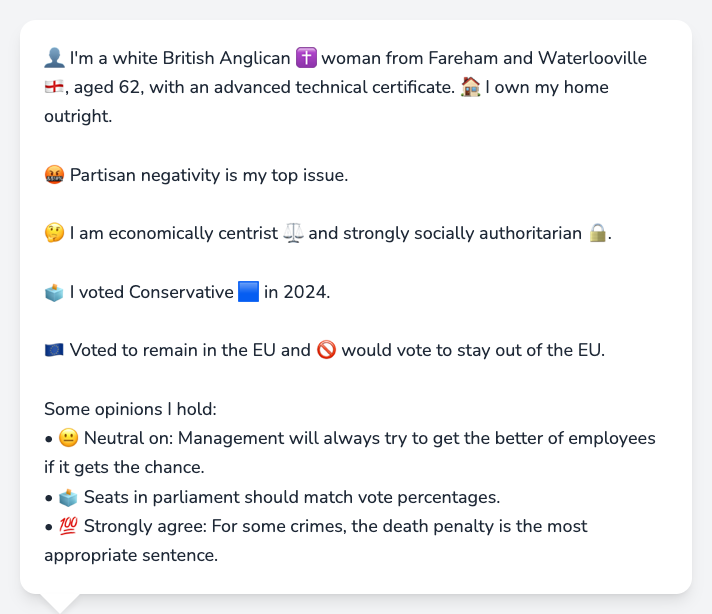 👤 I'm a white British Anglican ✝️ woman from Fareham and Waterlooville
🏴󠁧󠁢󠁥󠁮󠁧󠁿, aged 62, with an advanced technical certificate. 🏠 I own my home
outright.
🤬 Partisan negativity is my top issue.
🤔 I am economically centrist ⚖️ and strongly socially authoritarian 🔒.
🗳️ I voted Conservative 🟦 in 2024.
🇪🇺 Voted to remain in the EU and 🚫 would vote to stay out of the EU.
Some opinions I hold:
• 😐 Neutral on: Management will always try to get the better of employees
if it gets the chance.
• 🗳️ Seats in parliament should match vote percentages.
• 💯 Strongly agree: For some crimes, the death penalty is the most
appropriate sentence.